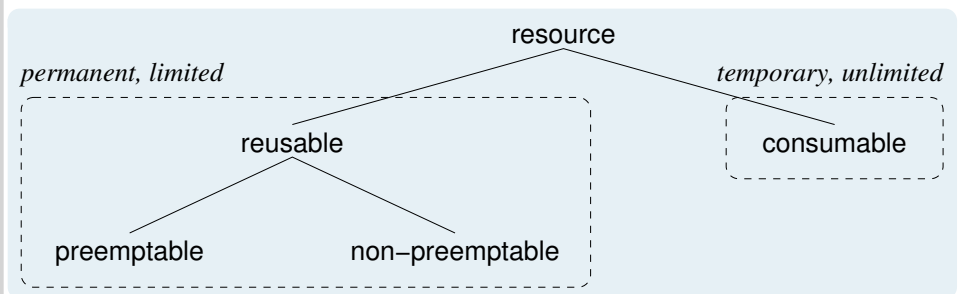 resource
permanent, limited
temporary, unlimited
reusable
consumable
preemptable
non−preemptable